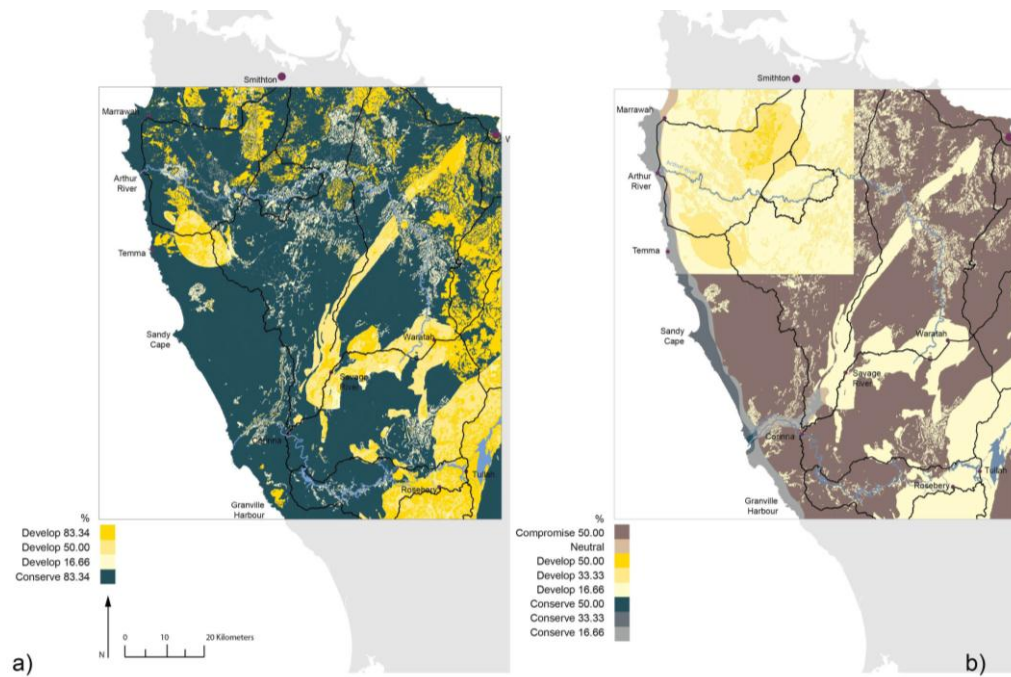 Smithton
Marrawah
W
Arthur
River
Temma
Sandy
Cape
Waratah
Savage
River
Corinna
Rosebery
Tullah
Granville
Harbour
%
Develop 83.34
Develop 50.00
Develop 16.66
Conserve 83.34
N
0 10 20 Kilometers
a)
Smithton
Marrawah
Arthur
River
Temma
Sandy
Cape
Waratah
Savage
River
Corinna
Rosebery
Tullah
Granville
Harbour
%
Compromise 50.00
Neutral
Develop 50.00
Develop 33.33
Develop 16.66
Conserve 50.00
Conserve 33.33
Conserve 16.66
b)